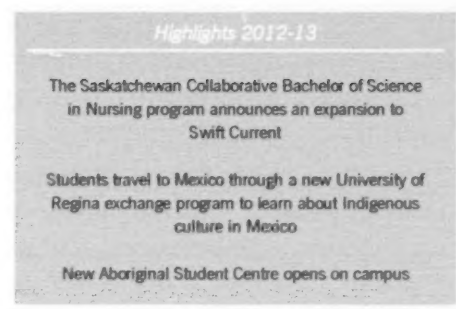 Highlights 2012-13
The Saskatchewan Collaborative Bachelor of Science
in Nursing program announces an expansion to
Swift Current
Students travel to Mexico through a new University of
Regina exchange program to learn about Indigenous
culture in Mexico
New Aboriginal Student Centre opens on campus